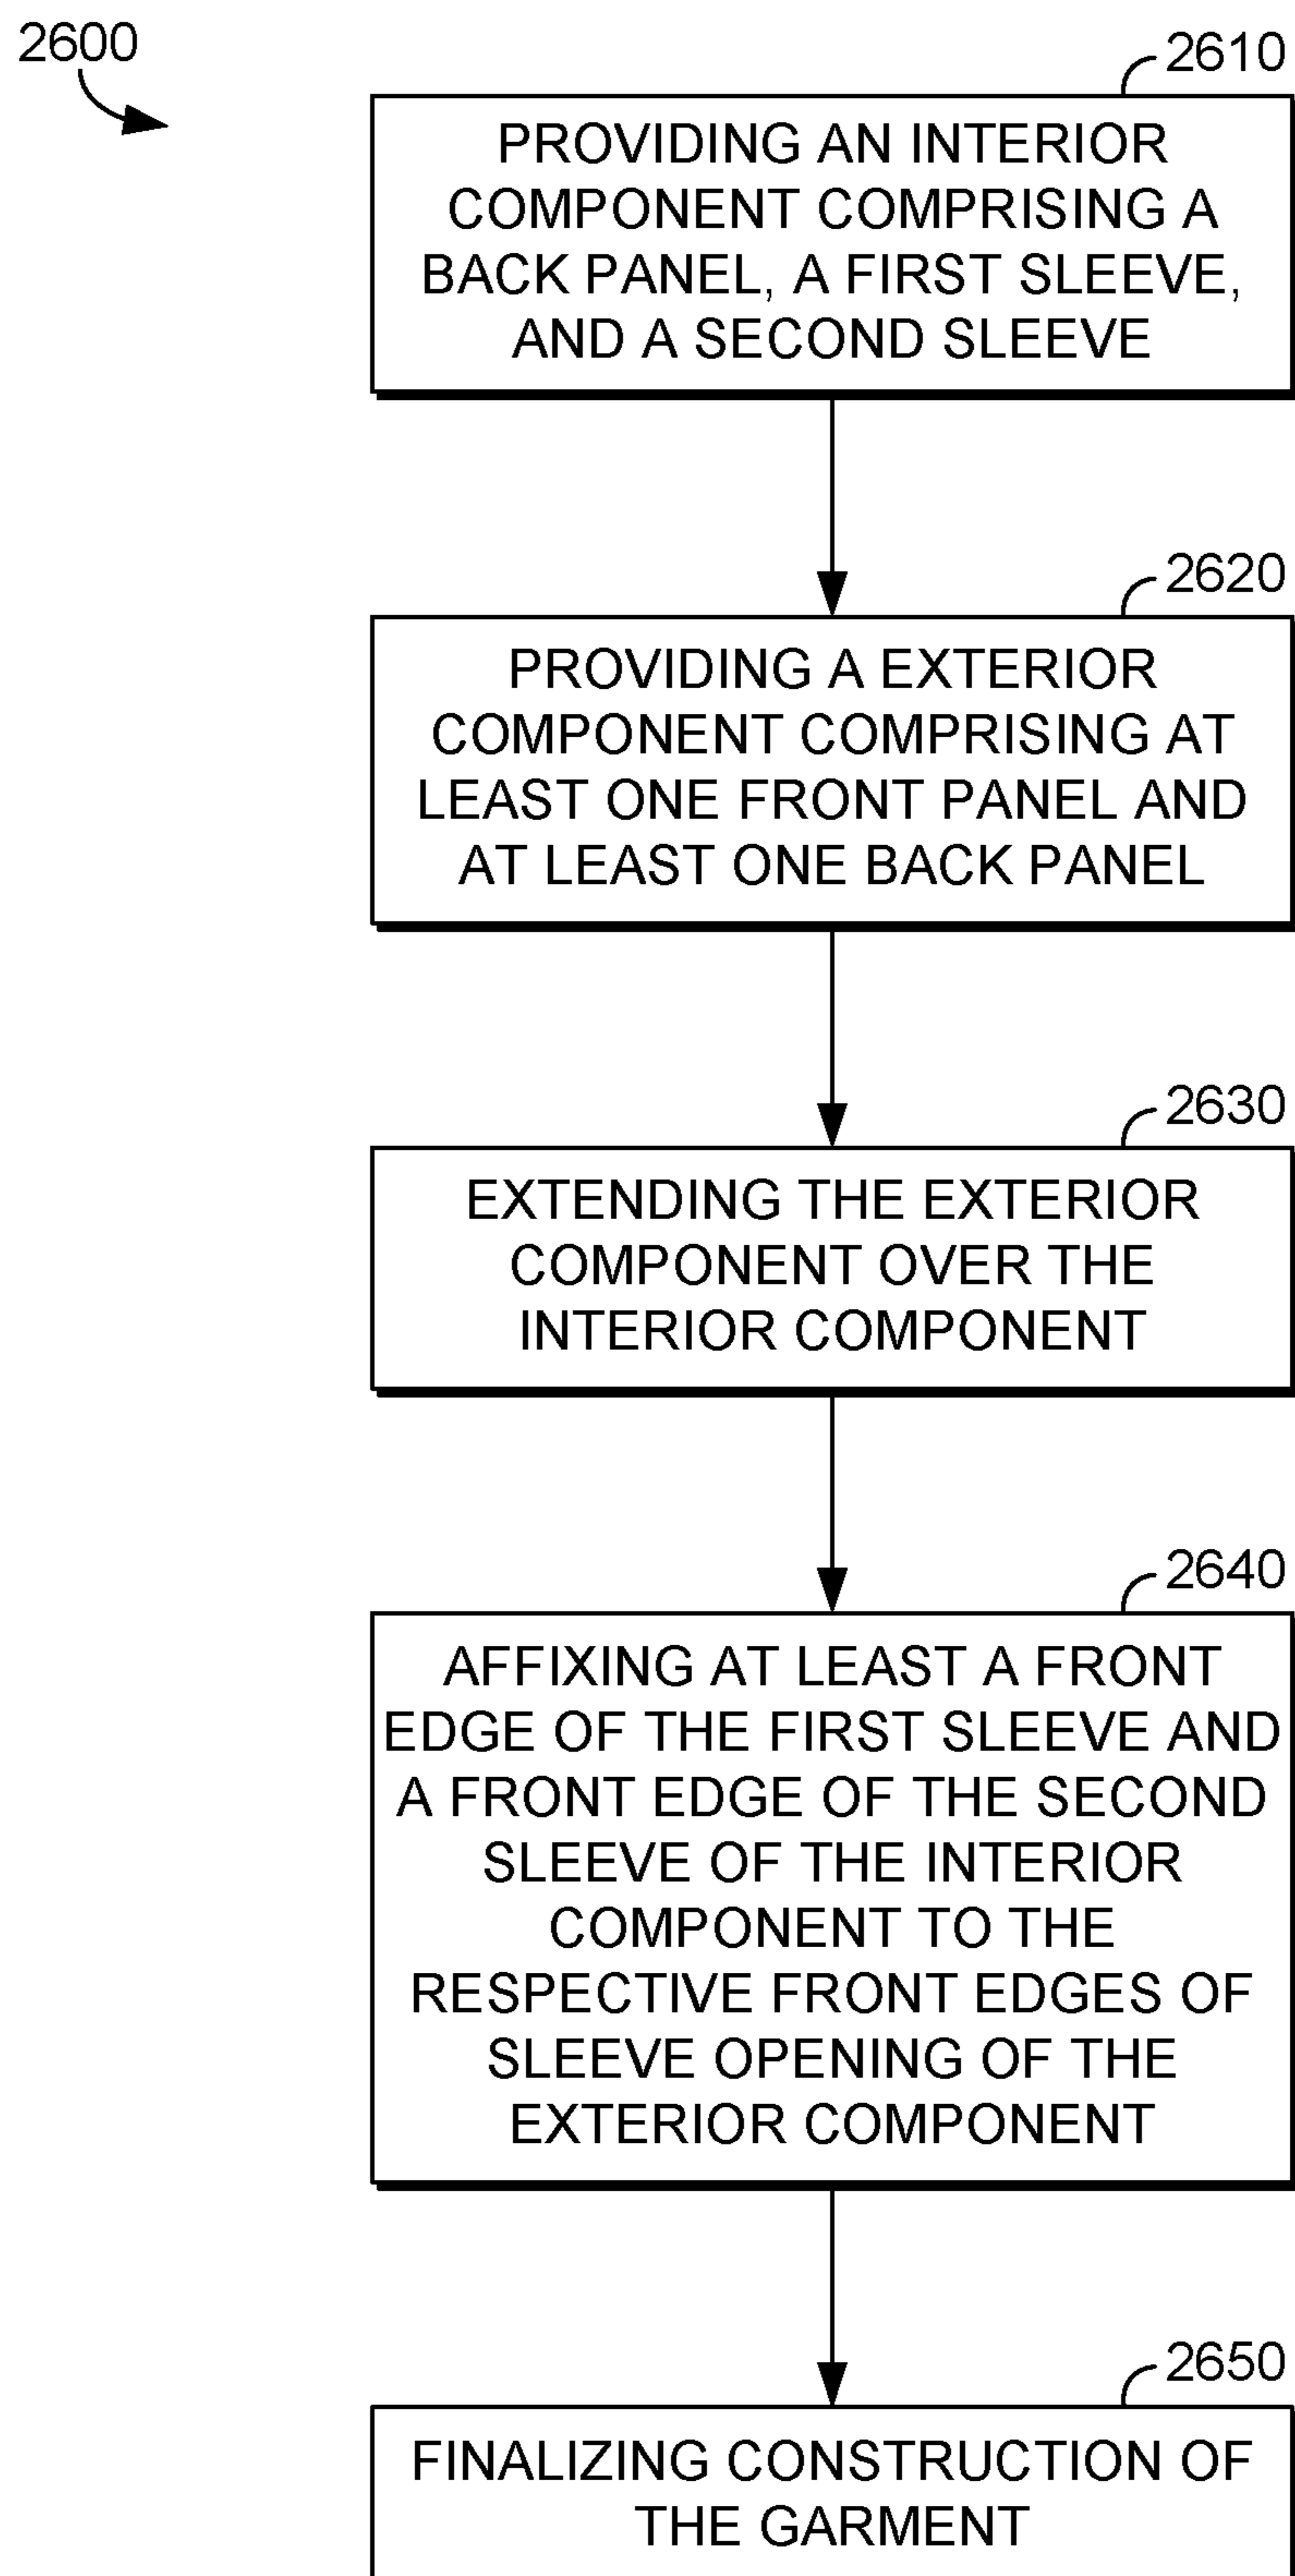 2600
2610
PROVIDING AN INTERIOR
COMPONENT COMPRISING A
BACK PANEL, A FIRST SLEEVE,
AND A SECOND SLEEVE
2620
PROVIDING A EXTERIOR
COMPONENT COMPRISING AT
LEAST ONE FRONT PANEL AND
AT LEAST ONE BACK PANEL
2630
EXTENDING THE EXTERIOR
COMPONENT OVER THE
INTERIOR COMPONENT
2640
AFFIXING AT LEAST A FRONT
EDGE OF THE FIRST SLEEVE AND
A FRONT EDGE OF THE SECOND
SLEEVE OF THE INTERIOR
COMPONENT TO THE
RESPECTIVE FRONT EDGES OF
SLEEVE OPENING OF THE
EXTERIOR COMPONENT
2650
FINALIZING CONSTRUCTION OF
THE GARMENT